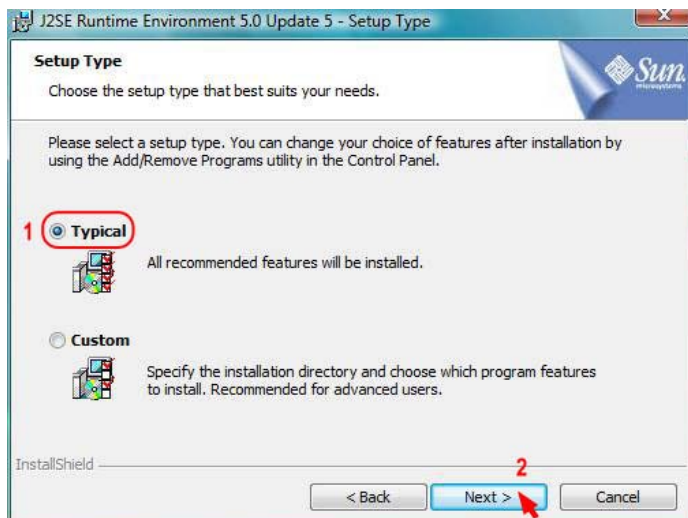 J2SE Runtime Environment 5.0 Update 5 - Setup Type
Setup Type
Choose the setup type that best suits your needs.
Sun
microsystems
Please select a setup type. You can change your choice of features after installation by
using the Add/Remove Programs utility in the Control Panel.
1 Typical
All recommended features will be installed.
Custom
Specify the installation directory and choose which program features
to install. Recommended for advanced users.
InstallShield
2
< Back Next > Cancel